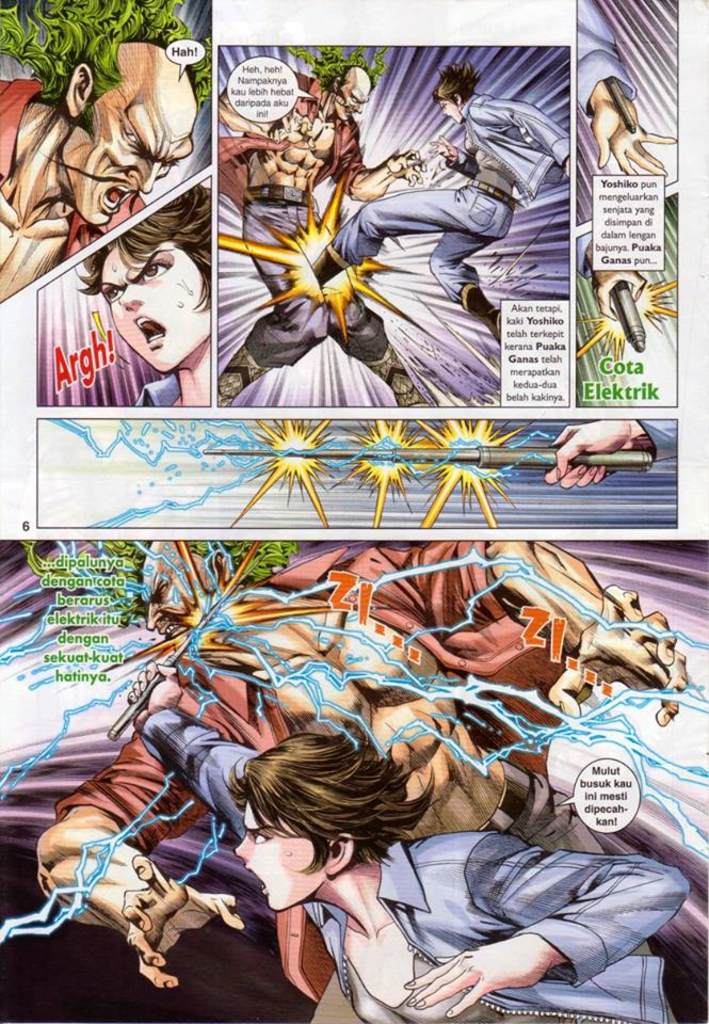 Hah!
Argh!
Heh, heh!
Nampaknya
kau lebih hebat
daripada aku
ini!
Akan tetapi,
kaki Yoshiko
telah terkepit
kerana Puaka
Ganas telah
merapatkan
kedua-dua
belah kakinya.
Yoshiko pun
mengeluarkan
senjata yang
disimpan di
dalam lengan
bajunya. Puaka
Ganas pun...
Cota
Elektrik
6
...dipalunya
dengan cota
berarus
elektrik itu
dengan
sekuat-kuat
hatinya.
ZI...
ZI...
Mulut
busuk kau
ini mesti
dipecah-
kan!